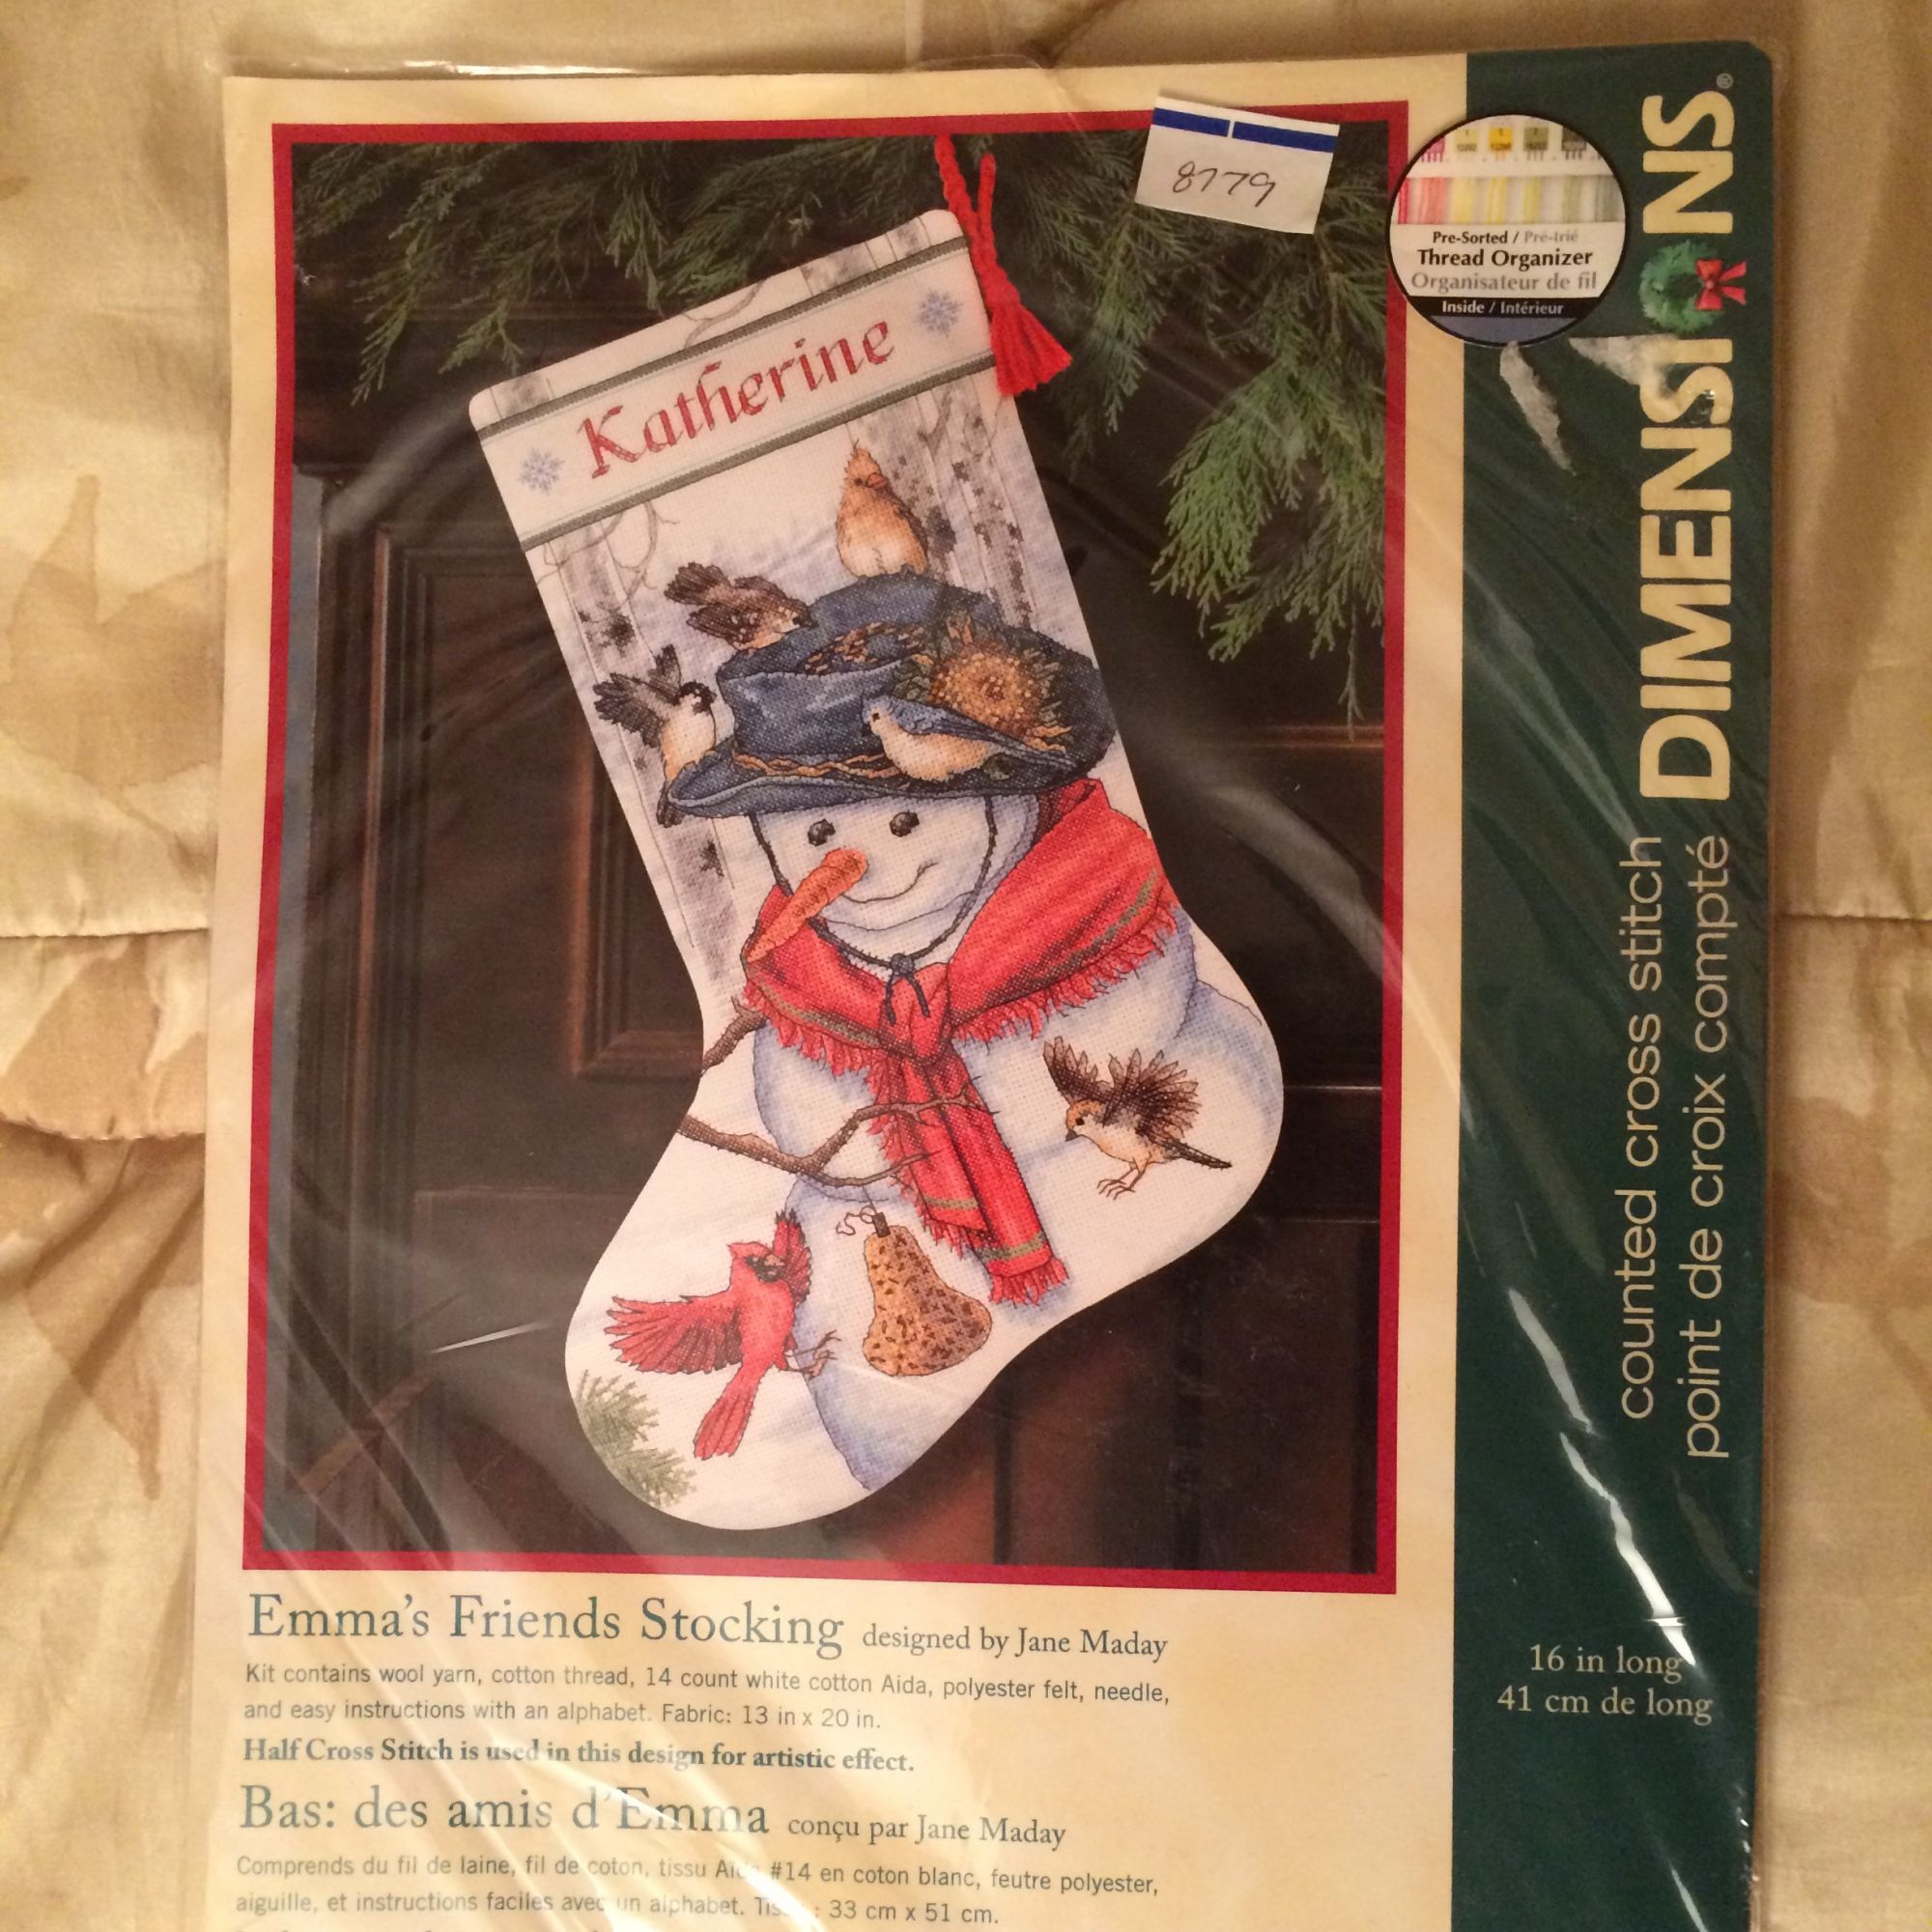 8779
Pre-Sorted / Pré-trié
Thread Organizer
Organisateur de fil
Inside / Intérieur
Katherine
DIMENSIONS®
counted cross stitch
point de croix compté
16 in long
41 cm de long
Emma's Friends Stocking designed by Jane Maday
Kit contains wool yarn, cotton thread, 14 count white cotton Aida, polyester felt, needle,
and easy instructions with an alphabet. Fabric: 13 in x 20 in.
Half Cross Stitch is used in this design for artistic effect.
Bas: des amis d'Emma conçu par Jane Maday
Comprends du fil de laine, fil de coton, tissu Aida #14 en coton blanc, feutre polyester,
aiguille, et instructions faciles avec un alphabet. : 33 cm x 51 cm.